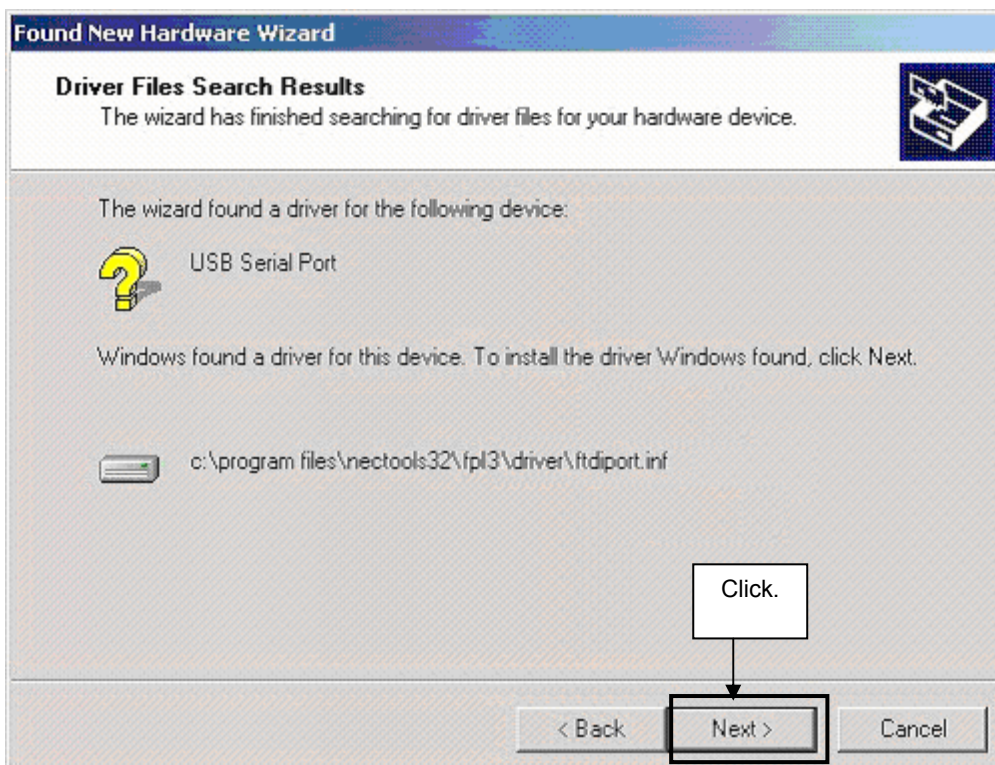 Found New Hardware Wizard
Driver Files Search Results
The wizard has finished searching for driver files for your hardware device.
The wizard found a driver for the following device:
USB Serial Port
Windows found a driver for this device. To install the driver Windows found, click Next.
c:\program files\nectools32\fpl3\driver\ftdiport.inf
Click.
< Back
Next >
Cancel